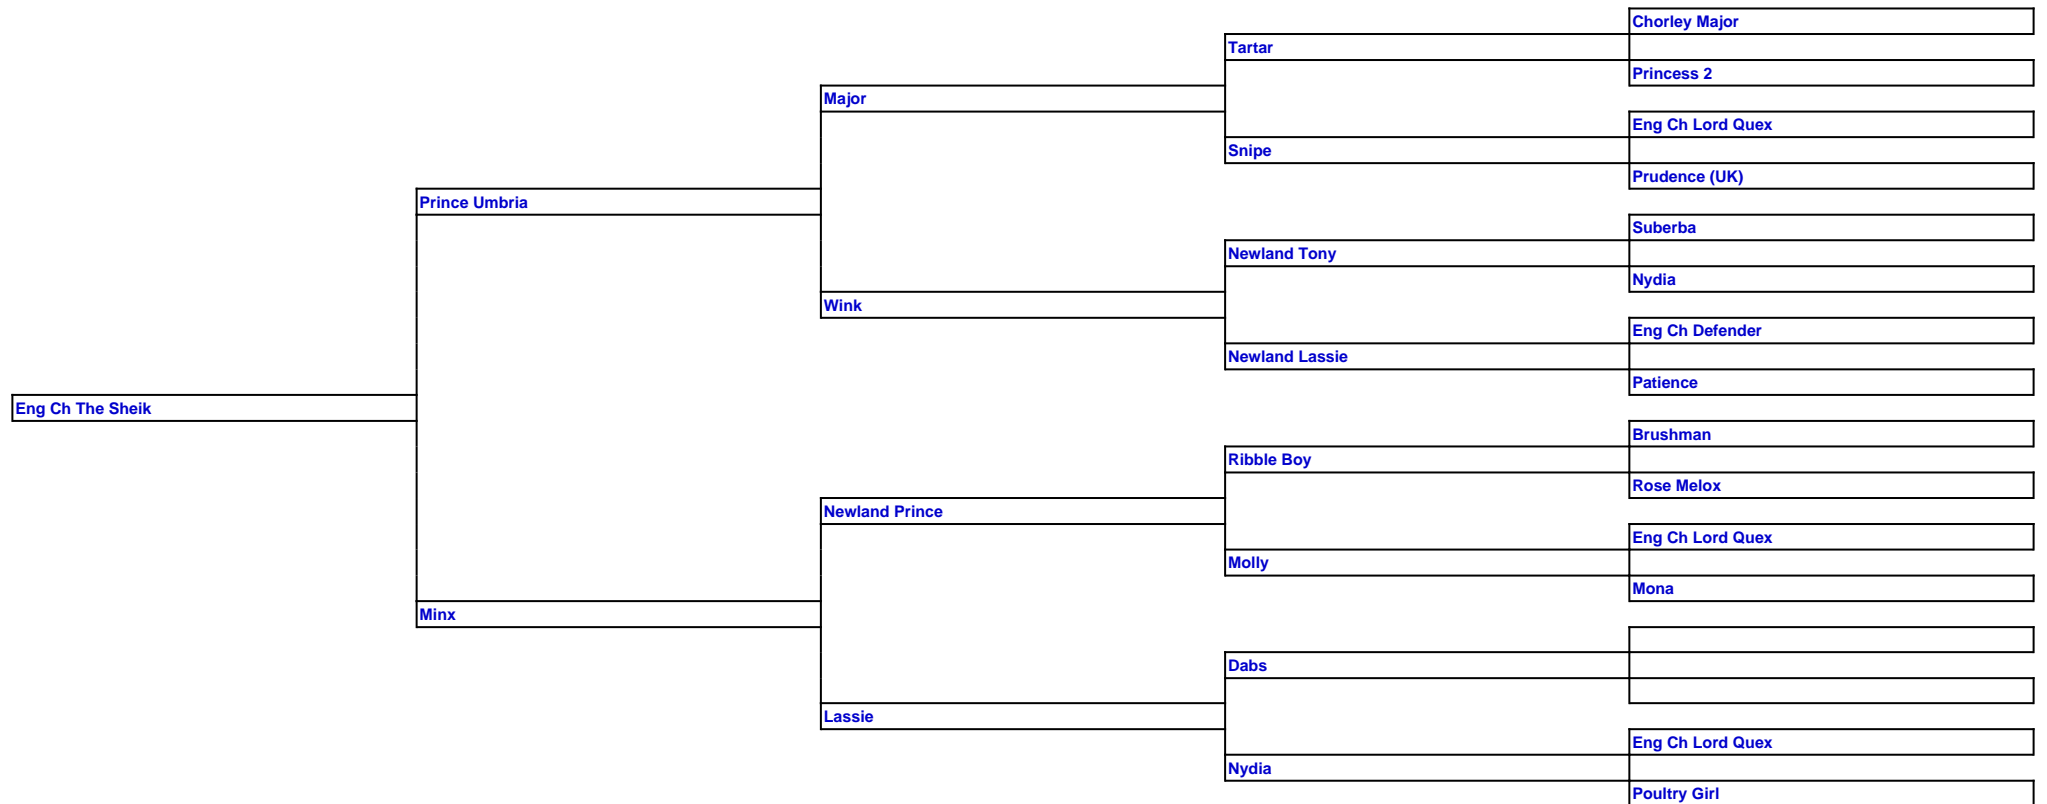 Chorley Major
Tartar
Princess 2
Major
Eng Ch Lord Quex
Snipe
Prudence (UK)
Prince Umbria
Suberba
Newland Tony
Nydia
Wink
Eng Ch Defender
Newland Lassie
Patience
Eng Ch The Sheik
Brushman
Ribble Boy
Rose Melox
Newland Prince
Eng Ch Lord Quex
Molly
Mona
Minx
Dabs
Lassie
Eng Ch Lord Quex
Nydia
Poultry Girl